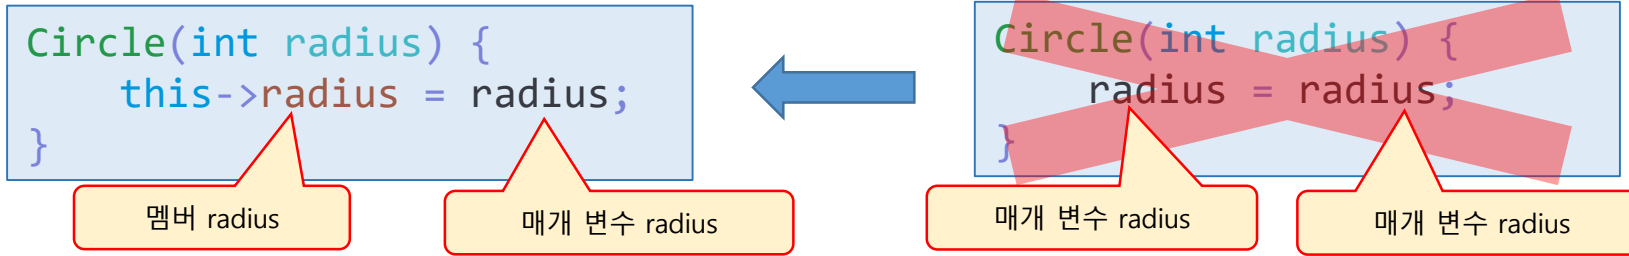 Circle(int radius) {
    this->radius = radius;
}
멤버 radius
매개 변수 radius
Circle(int radius) {
    radius = radius;
}
매개 변수 radius
매개 변수 radius